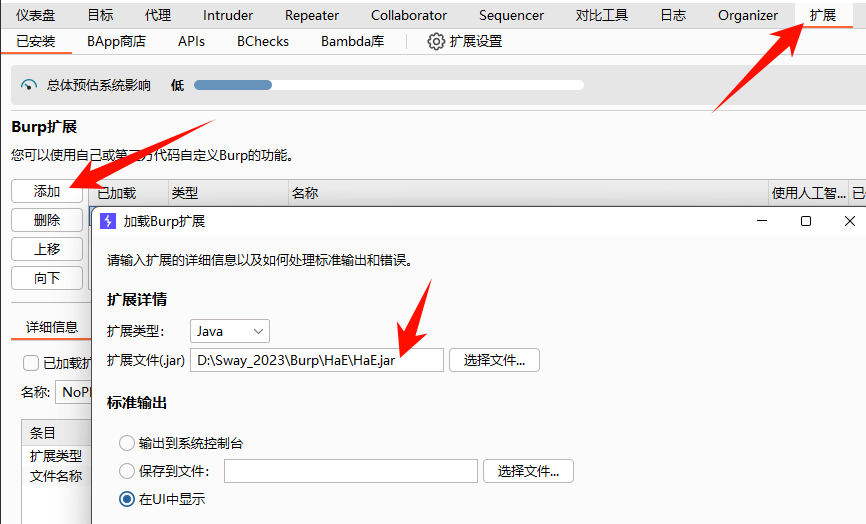 仪表盘 目标 代理 Intruder Repeater Collaborator Sequencer 对比工具 日志 Organizer 扩展
已安装 BApp商店 APIs BChecks Bambda库 扩展设置
总体预估系统影响 低
Burp扩展
您可以使用自己或第三方代码自定义Burp的功能。
添加 已加载 类型 名称 使用人工智... 已
删除
上移
向下
加载Burp扩展
请输入扩展的详细信息以及如何处理标准输出和错误。
扩展详情
扩展类型: Java
扩展文件(.jar) D:\Sway_2023\Burp\HaE\HaE.jar 选择文件...
标准输出
输出到系统控制台
保存到文件: 选择文件...
在UI中显示
详细信息
已加载扩
名称: NoPl
条目
扩展类型
文件名称